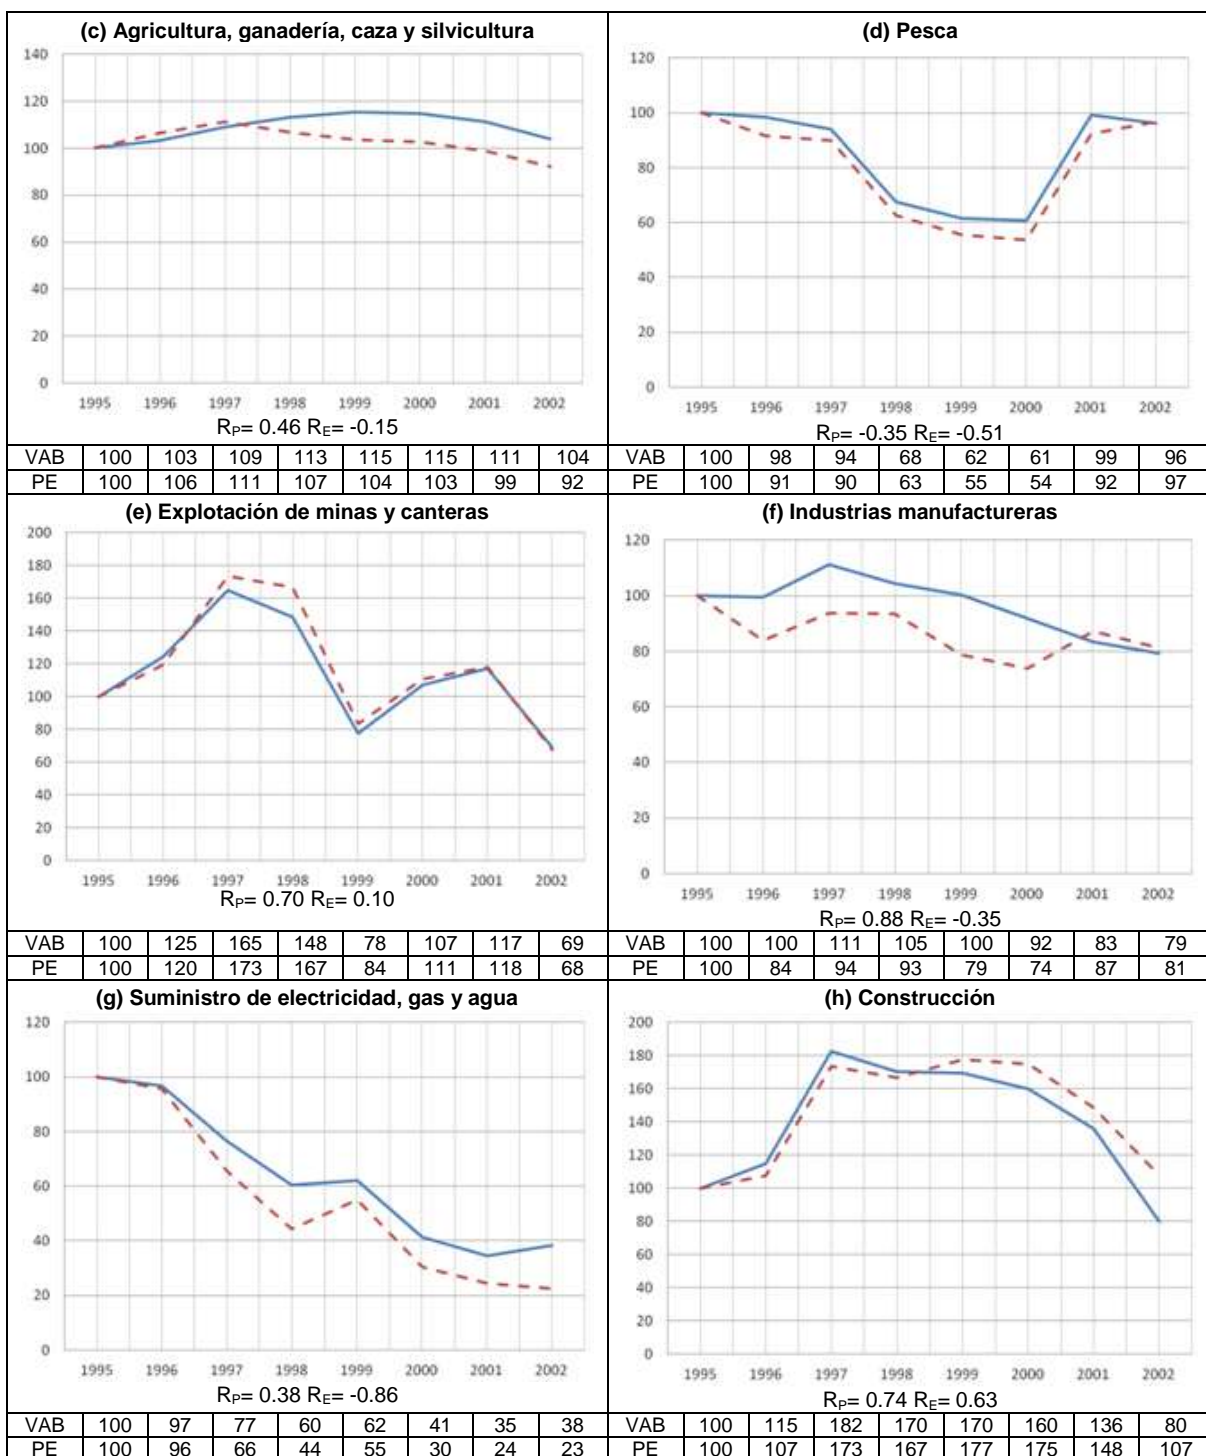 (c) Agricultura, ganadería, caza y silvicultura
140
120
100
80
60
40
20
0
1995 1996 1997 1998 1999 2000 2001 2002
RP= 0.46 RE= -0.15
VAB 100 103 109 113 115 115 111 104
PE 100 106 111 107 104 103 99 92
(d) Pesca
120
100
80
60
40
20
0
1995 1996 1997 1998 1999 2000 2001 2002
RP= -0.35 RE= -0.51
VAB 100 98 94 68 62 61 99 96
PE 100 91 90 63 55 54 92 97
(e) Explotación de minas y canteras
200
180
160
140
120
100
80
60
40
20
0
1995 1996 1997 1998 1999 2000 2001 2002
RP= 0.70 RE= 0.10
VAB 100 125 165 148 78 107 117 69
PE 100 120 173 167 84 111 118 68
(f) Industrias manufactureras
120
100
80
60
40
20
0
1995 1996 1997 1998 1999 2000 2001 2002
RP= 0.88 RE= -0.35
VAB 100 100 111 105 100 92 83 79
PE 100 84 94 93 79 74 87 81
(g) Suministro de electricidad, gas y agua
120
100
80
60
40
20
0
1995 1996 1997 1998 1999 2000 2001 2002
RP= 0.38 RE= -0.86
VAB 100 97 77 60 62 41 35 38
PE 100 96 66 44 55 30 24 23
(h) Construcción
200
180
160
140
120
100
80
60
40
20
0
1995 1996 1997 1998 1999 2000 2001 2002
RP= 0.74 RE= 0.63
VAB 100 115 182 170 170 160 136 80
PE 100 107 173 167 177 175 148 107